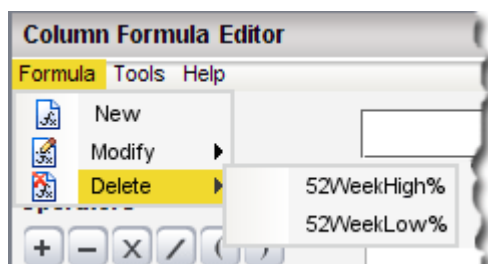 Column Formula Editor
Formula Tools Help
New
Modify
Delete
52WeekHigh%
52WeekLow%
+ - X / ( )